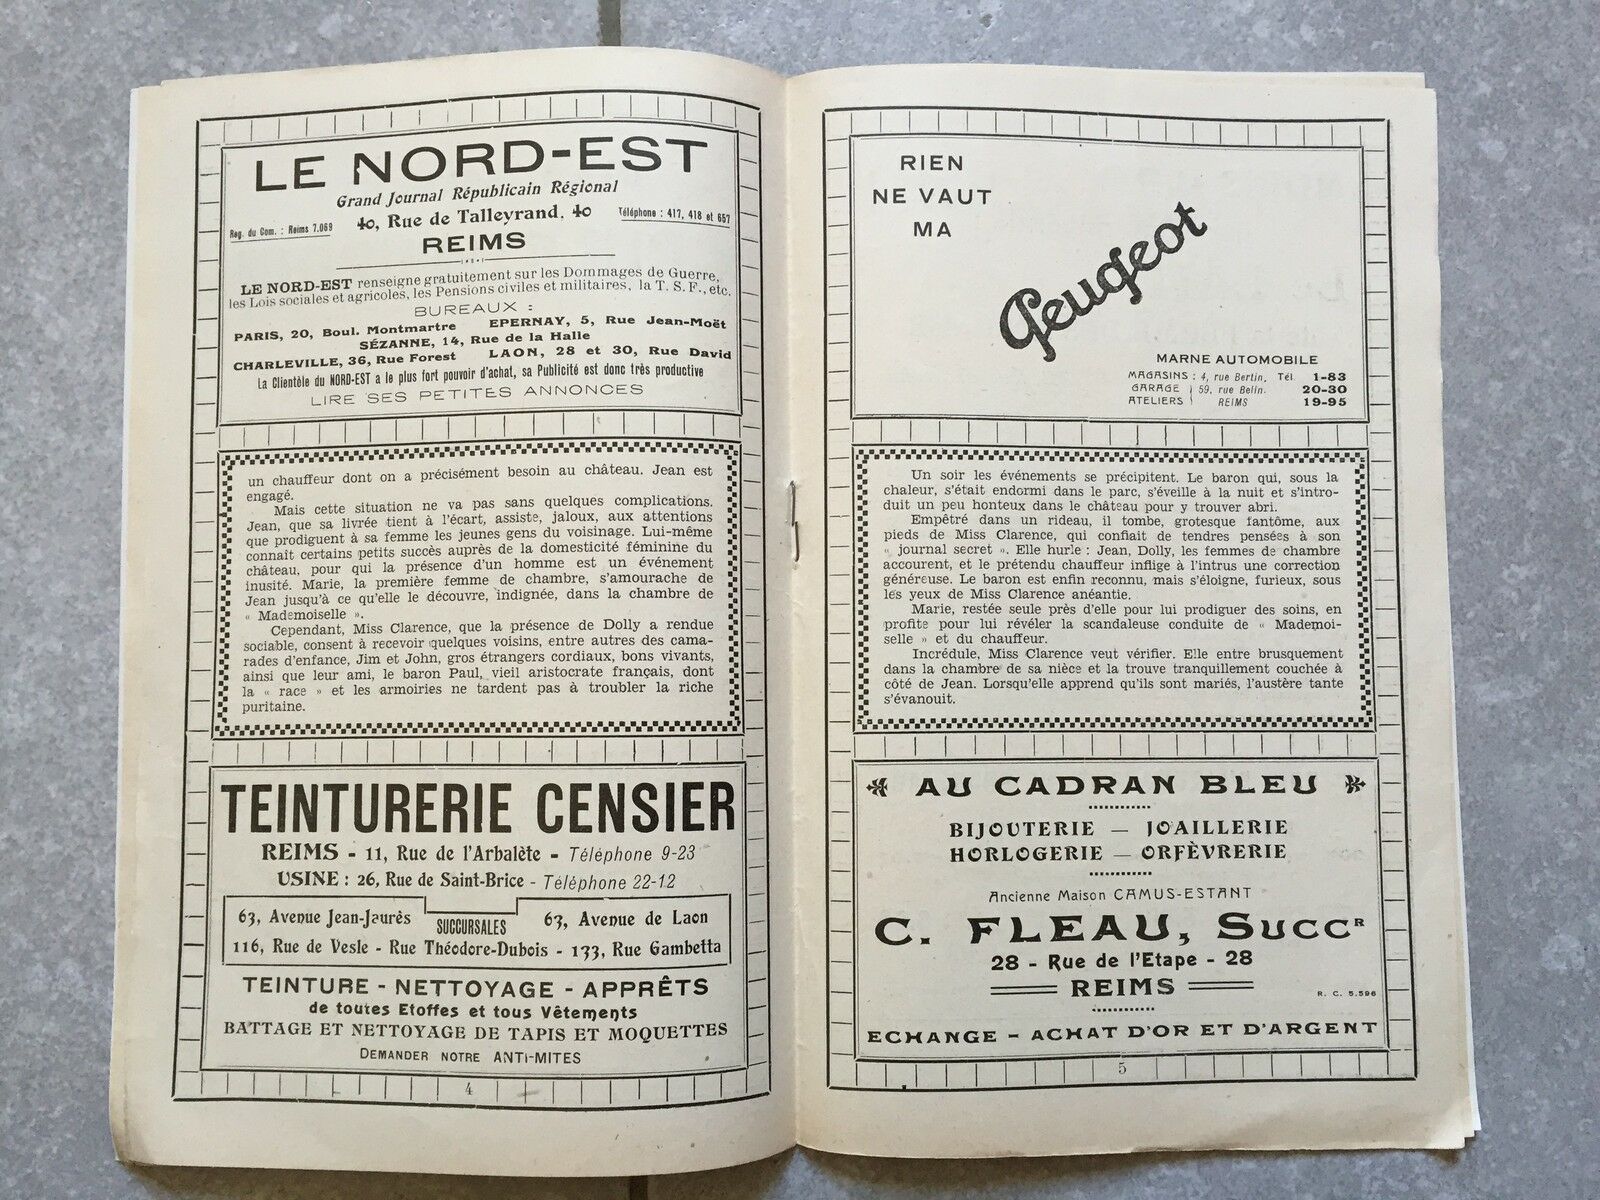 LE NORD-EST
Grand Journal Républicain Régional
Reg. du Com. : Reims 7.069
40, Rue de Talleyrand, 40
Téléphone : 417, 418 et 657
REIMS
LE NORD-EST renseigne gratuitement sur les Dommages de Guerre,
les Lois sociales et agricoles, les Pensions civiles et militaires, la T. S. F., etc.
BUREAUX :
PARIS, 20, Boul. Montmartre EPERNAY, 5, Rue Jean-Moët
SÉZANNE, 14, Rue de la Halle
CHARLEVILLE, 36, Rue Forest LAON, 28 et 30, Rue David
La Clientèle du NORD-EST a le plus fort pouvoir d'achat, sa Publicité est donc très productive
LIRE SES PETITES ANNONCES
un chauffeur dont on a précisément besoin au château. Jean est
engagé.
Mais cette situation ne va pas sans quelques complications.
Jean, que sa livrée tient à l'écart, assiste, jaloux, aux attentions
que prodiguent à sa femme les jeunes gens du voisinage. Lui-même
connaît certains petits succès auprès de la domesticité féminine du
château, pour qui la présence d'un homme est un événement
inusité. Marie, la première femme de chambre, s'amourache de
Jean jusqu'à ce qu'elle le découvre, indignée, dans la chambre de
« Mademoiselle ».
Cependant, Miss Clarence, que la présence de Dolly a rendue
sociable, consent à recevoir quelques voisins, entre autres des cama-
rades d'enfance, Jim et John, gros étrangers cordiaux, bons vivants,
ainsi que leur ami, le baron Paul, vieil aristocrate français, dont
la « race » et les armoiries ne tardent pas à troubler la riche
puritaine.
TEINTURERIE CENSIER
REIMS - 11, Rue de l'Arbalète - Téléphone 9-23
USINE : 26, Rue de Saint-Brice - Téléphone 22-12
63, Avenue Jean-Jaurès SUCCURSALES 63, Avenue de Laon
116, Rue de Vesle - Rue Théodore-Dubois - 133, Rue Gambetta
TEINTURE - NETTOYAGE - APPRÊTS
de toutes Etoffes et tous Vêtements
BATTAGE ET NETTOYAGE DE TAPIS ET MOQUETTES
DEMANDER NOTRE ANTI-MITES
4
RIEN
NE VAUT
MA
Peugeot
MARNE AUTOMOBILE
MAGASINS : 4, rue Bertin, Tél. 1-83
GARAGE 59, rue Belin. 20-30
ATELIERS REIMS 19-95
Un soir les événements se précipitent. Le baron qui, sous la
chaleur, s'était endormi dans le parc, s'éveille à la nuit et s'intro-
duit un peu honteux dans le château pour y trouver abri.
Empêtré dans un rideau, il tombe, grotesque fantôme, aux
pieds de Miss Clarence, qui confiait de tendres pensées à son
« journal secret ». Elle hurle : Jean, Dolly, les femmes de chambre
accourent, et le prétendu chauffeur inflige à l'intrus une correction
généreuse. Le baron est enfin reconnu, mais s'éloigne, furieux, sous
les yeux de Miss Clarence anéantie.
Marie, restée seule près d'elle pour lui prodiguer des soins, en
profite pour lui révéler la scandaleuse conduite de « Mademoi-
selle » et du chauffeur.
Incrédule, Miss Clarence veut vérifier. Elle entre brusquement
dans la chambre de sa nièce et la trouve tranquillement couchée à
côté de Jean. Lorsqu'elle apprend qu'ils sont mariés, l'austère tante
s'évanouit.
AU CADRAN BLEU
BIJOUTERIE — JOAILLERIE
HORLOGERIE — ORFÈVRERIE
Ancienne Maison CAMUS-ESTANT
C. FLEAU, SUCCR
28 - Rue de l'Etape - 28
REIMS
R. C. 5.596
ECHANGE - ACHAT D'OR ET D'ARGENT
5